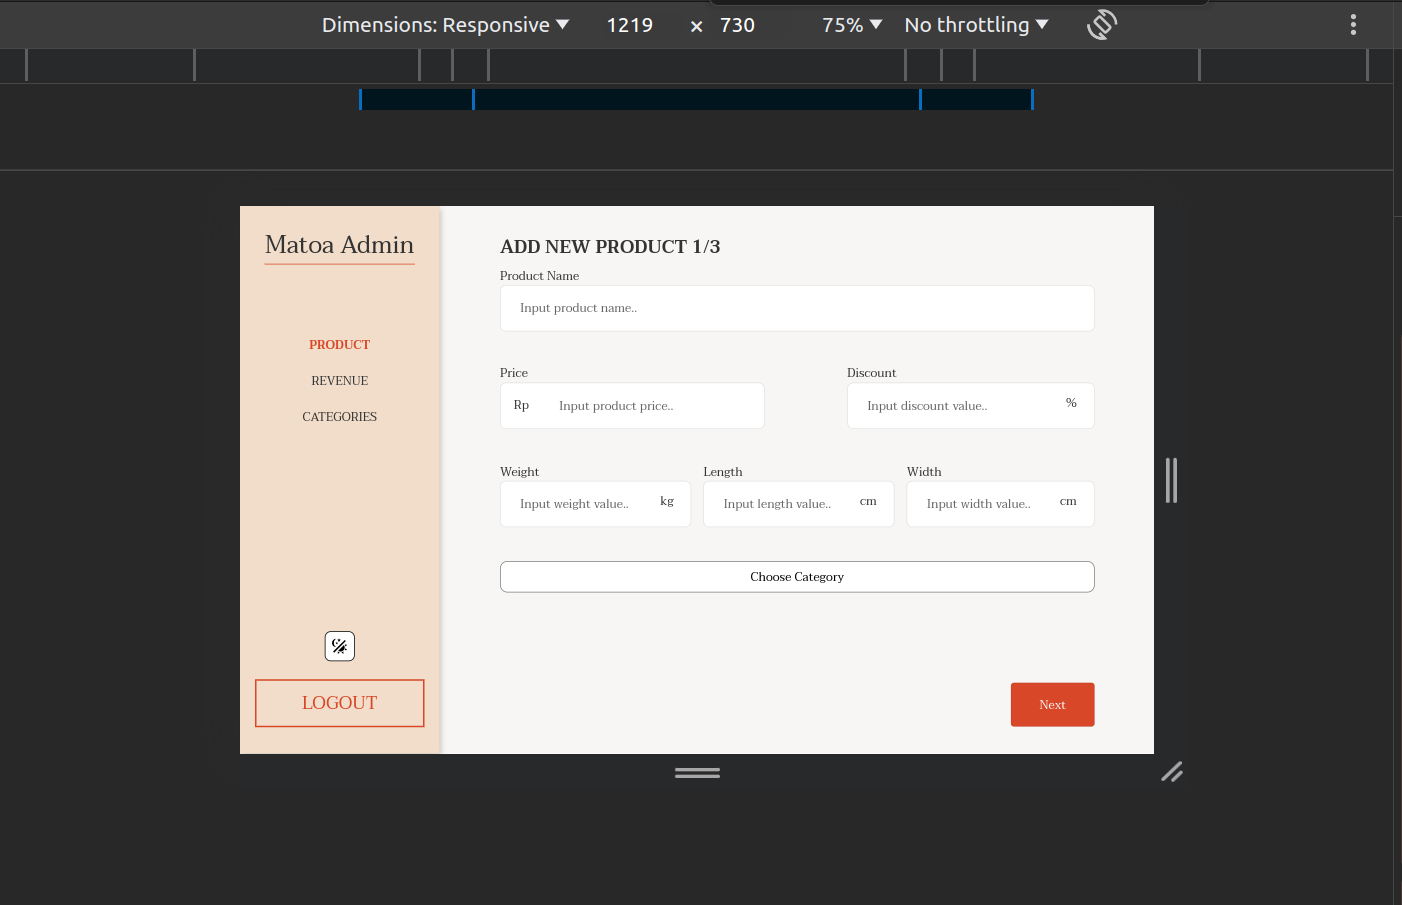 Dimensions: Responsive ▼ 1219 × 730 75% ▼ No throttling ▼
Matoa Admin
PRODUCT
REVENUE
CATEGORIES
LOGOUT
ADD NEW PRODUCT 1/3
Product Name
Input product name..
Price Discount
Rp Input product price.. Input discount value.. %
Weight Length Width
Input weight value.. kg Input length value.. cm Input width value.. cm
Choose Category
Next